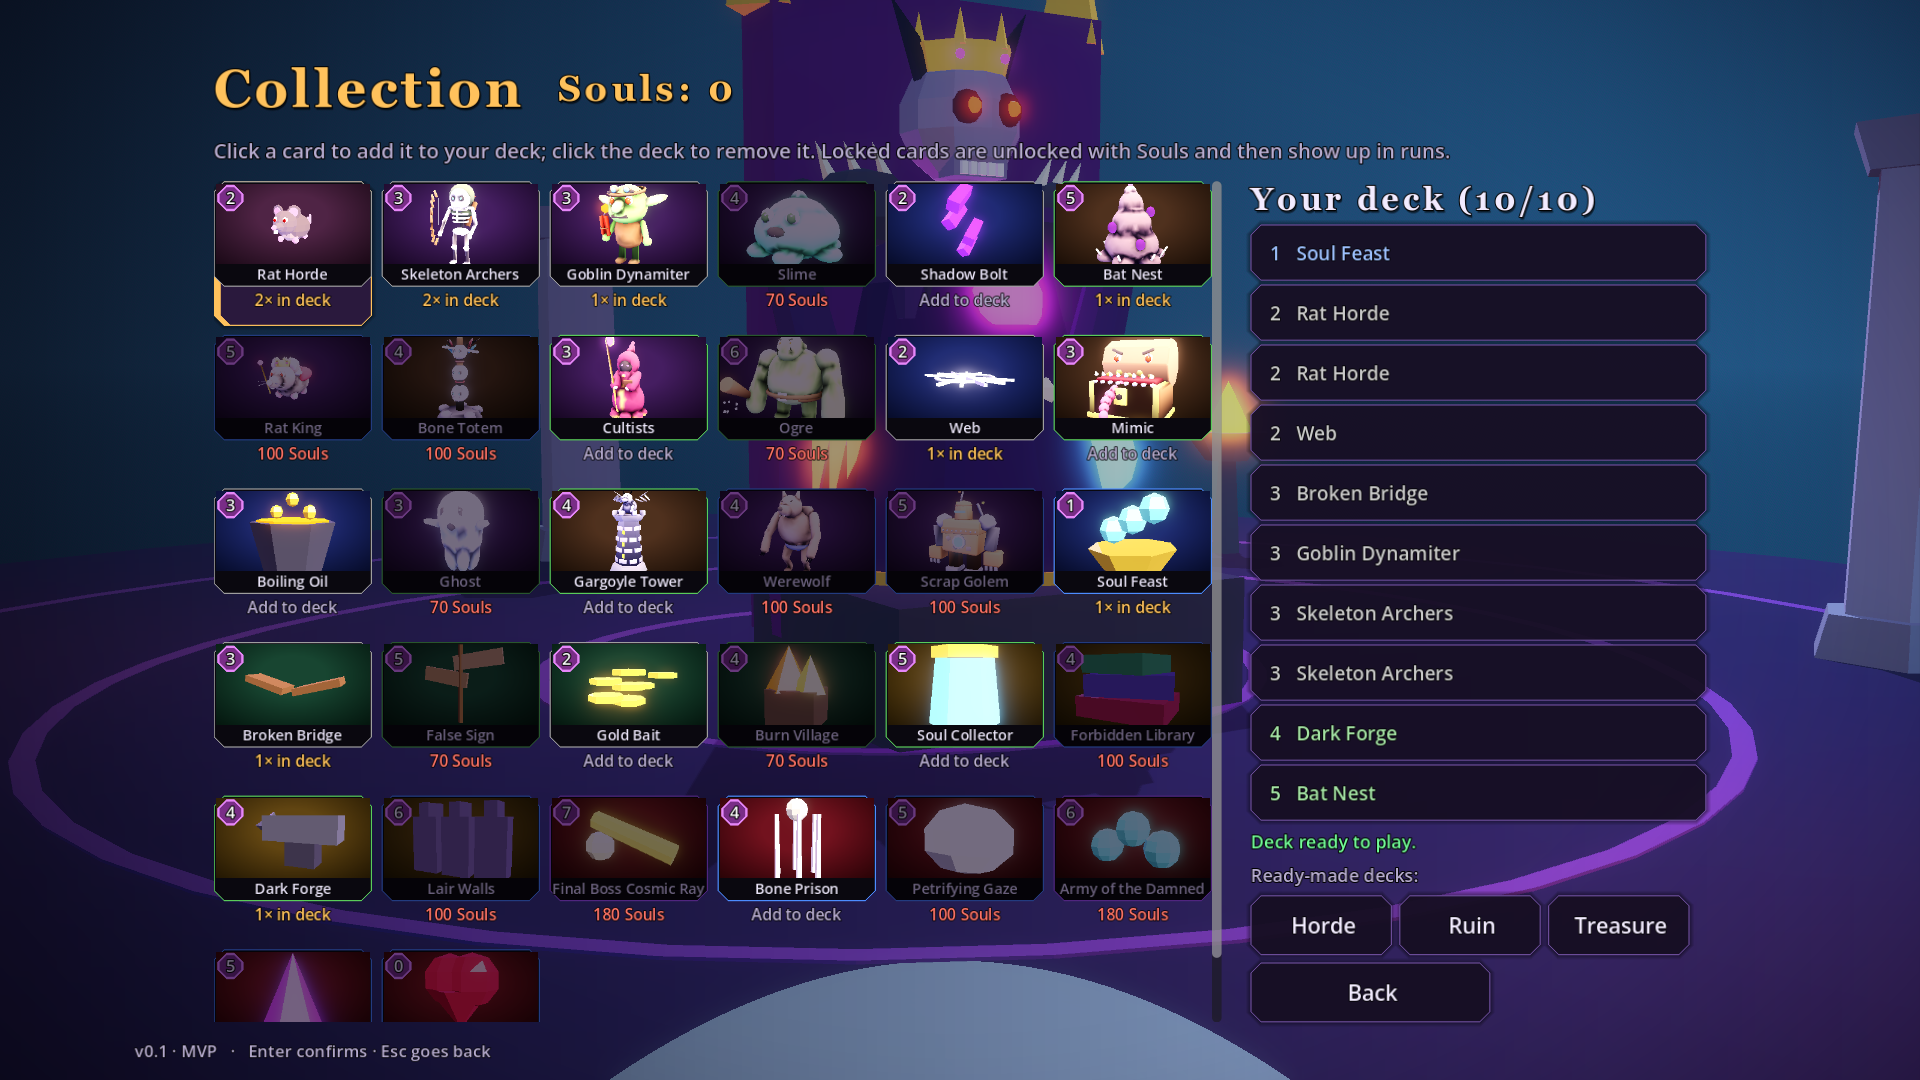 Collection
Souls: 0
Click a card to add it to your deck; click the deck to remove it. Locked cards are unlocked with Souls and then show up in runs.
2
Rat Horde
2× in deck
3
Skeleton Archers
2× in deck
3
Goblin Dynamiter
1× in deck
4
Slime
70 Souls
2
Shadow Bolt
Add to deck
5
Bat Nest
1× in deck
5
Rat King
100 Souls
4
Bone Totem
100 Souls
3
Cultists
Add to deck
6
Ogre
70 Souls
2
Web
1× in deck
3
Mimic
Add to deck
3
Boiling Oil
Add to deck
3
Ghost
70 Souls
4
Gargoyle Tower
Add to deck
4
Werewolf
100 Souls
5
Scrap Golem
100 Souls
1
Soul Feast
1× in deck
3
Broken Bridge
1× in deck
5
False Sign
70 Souls
2
Gold Bait
Add to deck
4
Burn Village
70 Souls
5
Soul Collector
Add to deck
4
Forbidden Library
100 Souls
4
Dark Forge
1× in deck
6
Lair Walls
100 Souls
7
Final Boss Cosmic Ray
180 Souls
4
Bone Prison
Add to deck
5
Petrifying Gaze
100 Souls
6
Army of the Damned
180 Souls
5
0
Your deck (10/10)
1 Soul Feast
2 Rat Horde
2 Rat Horde
2 Web
3 Broken Bridge
3 Goblin Dynamiter
3 Skeleton Archers
3 Skeleton Archers
4 Dark Forge
5 Bat Nest
Deck ready to play.
Ready-made decks:
Horde
Ruin
Treasure
Back
v0.1 · MVP · Enter confirms · Esc goes back